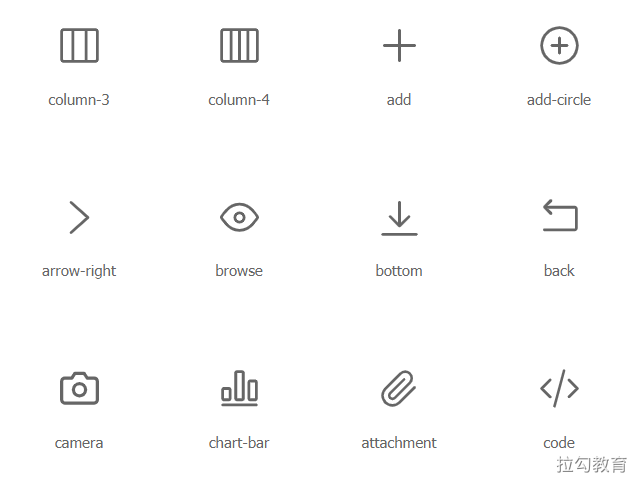 column-3 column-4 add add-circle
arrow-right browse bottom back
camera chart-bar attachment code
拉勾教育